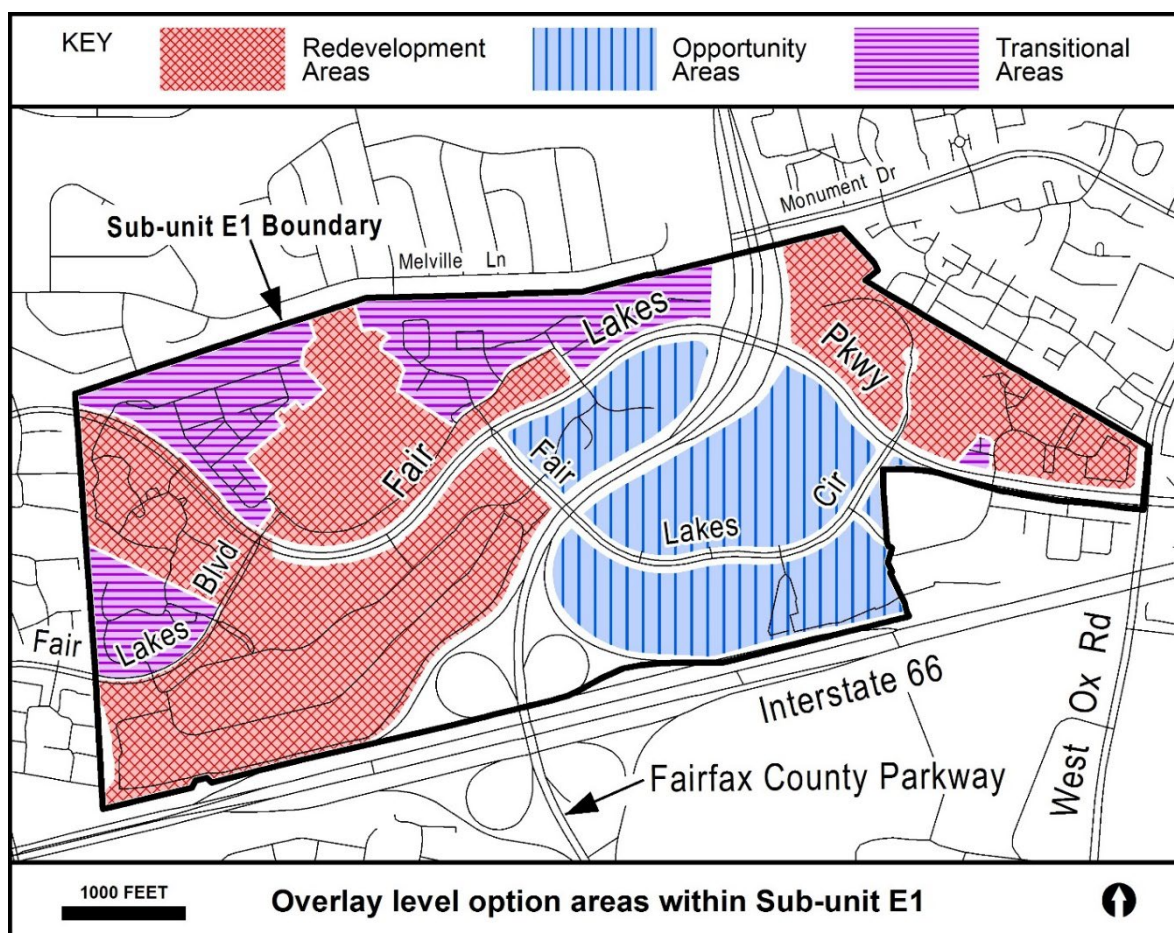 KEY
Redevelopment
Areas
Opportunity
Areas
Transitional
Areas
Monument Dr
Sub-unit E1 Boundary
Melville Ln
Lakes
Pkwy
Fair
Fair
Cir
Lakes
Blvd
Lakes
Fair
Interstate 66
West Ox Rd
Fairfax County Parkway
1000 FEET
Overlay level option areas within Sub-unit E1